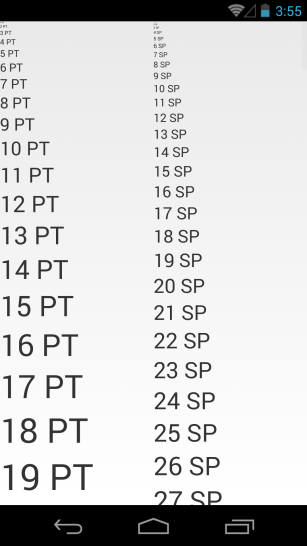 3:55
2 PT
3 PT
4 PT
5 PT
6 PT
7 PT
8 PT
9 PT
10 PT
11 PT
12 PT
13 PT
14 PT
15 PT
16 PT
17 PT
18 PT
19 PT
4 SP
5 SP
6 SP
7 SP
8 SP
9 SP
10 SP
11 SP
12 SP
13 SP
14 SP
15 SP
16 SP
17 SP
18 SP
19 SP
20 SP
21 SP
22 SP
23 SP
24 SP
25 SP
26 SP
27 SP